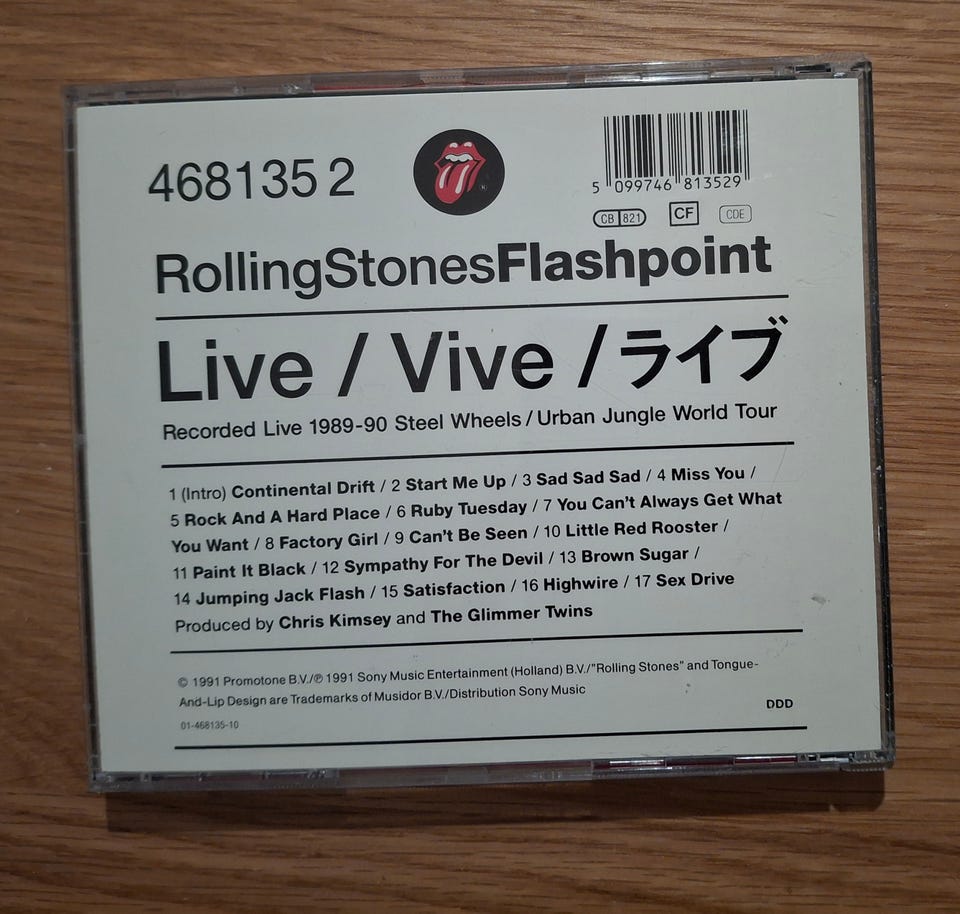 468135 2
5 099746 813529
CB 821 CF CDE
RollingStonesFlashpoint
Live / Vive / ライブ
Recorded Live 1989-90 Steel Wheels / Urban Jungle World Tour
1 (Intro) Continental Drift / 2 Start Me Up / 3 Sad Sad Sad / 4 Miss You /
5 Rock And A Hard Place / 6 Ruby Tuesday / 7 You Can't Always Get What
You Want / 8 Factory Girl / 9 Can't Be Seen / 10 Little Red Rooster /
11 Paint It Black / 12 Sympathy For The Devil / 13 Brown Sugar /
14 Jumping Jack Flash / 15 Satisfaction / 16 Highwire / 17 Sex Drive
Produced by Chris Kimsey and The Glimmer Twins
© 1991 Promotone B.V./℗ 1991 Sony Music Entertainment (Holland) B.V./"Rolling Stones" and Tongue-
And-Lip Design are Trademarks of Musidor B.V./Distribution Sony Music
DDD
01-468135-10